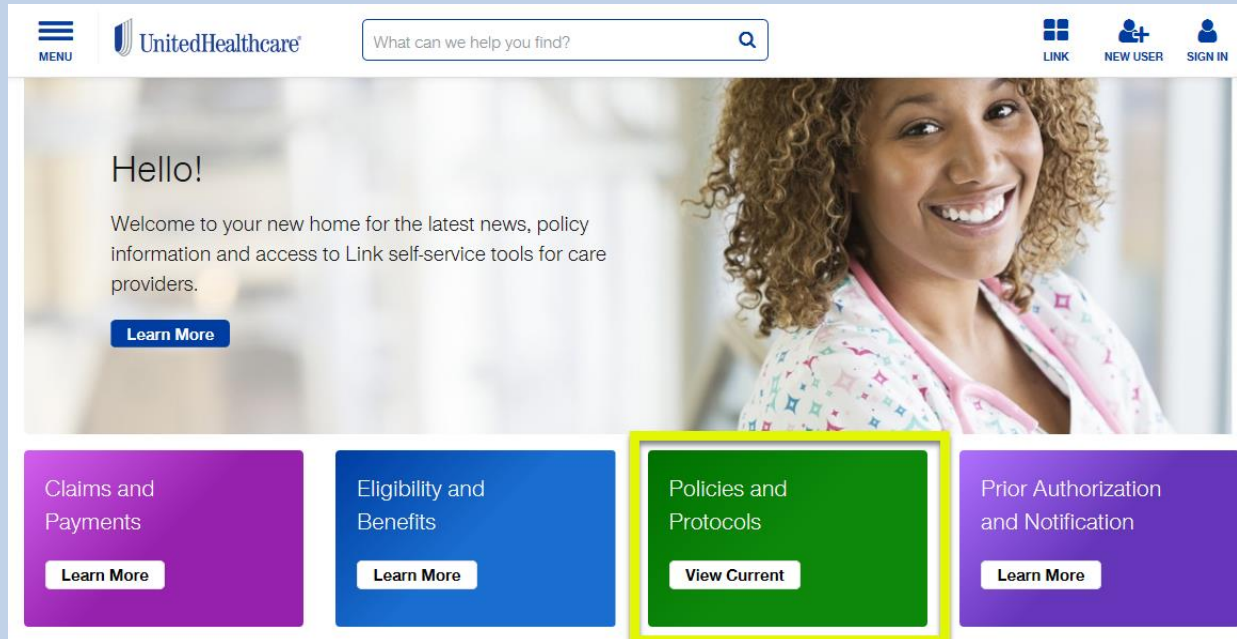 MENU
UnitedHealthcare®
What can we help you find?
LINK
NEW USER
SIGN IN
Hello!
Welcome to your new home for the latest news, policy
information and access to Link self-service tools for care
providers.
Learn More
Claims and
Payments
Learn More
Eligibility and
Benefits
Learn More
Policies and
Protocols
View Current
Prior Authorization
and Notification
Learn More